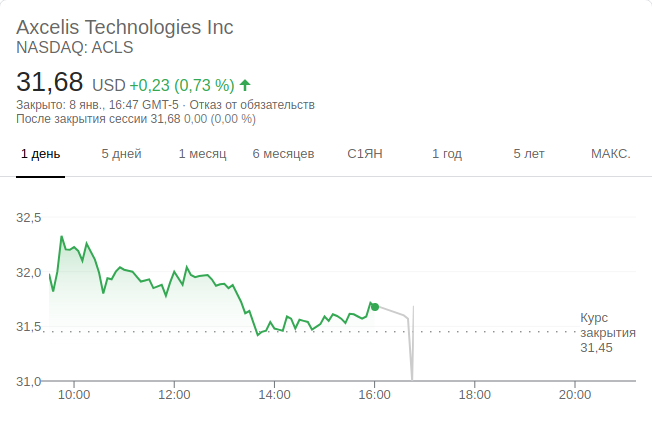 Axcelis Technologies Inc
NASDAQ: ACLS
31,68 USD +0,23 (0,73 %)
Закрыто: 8 янв., 16:47 GMT-5 · Отказ от обязательств
После закрытия сессии 31,68 0,00 (0,00 %)
1 день 5 дней 1 месяц 6 месяцев С1ЯН 1 год 5 лет МАКС.
32,5
32,0
31,5
31,0
Курс
закрытия
31,45
10:00 12:00 14:00 16:00 18:00 20:00